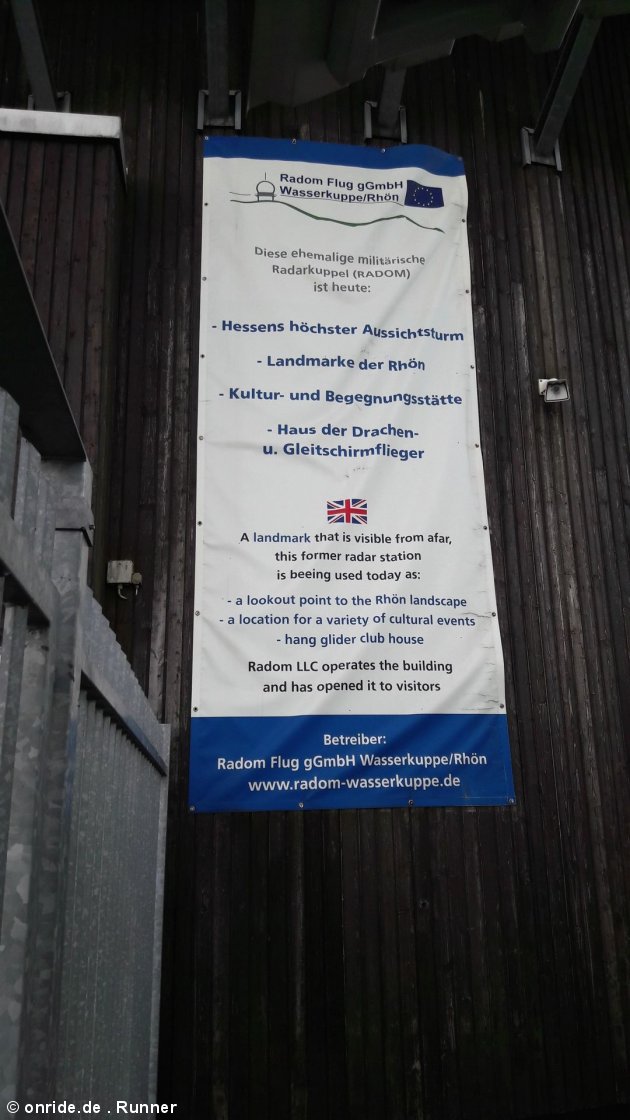 Radom Flug gGmbH
Wasserkuppe/Rhön
Diese ehemalige militärische
Radarkuppel (RADOM)
ist heute:
- Hessens höchster Aussichtsturm
- Landmarke der Rhön
- Kultur- und Begegnungsstätte
- Haus der Drachen-
u. Gleitschirmflieger
A landmark that is visible from afar,
this former radar station
is beeing used today as:
- a lookout point to the Rhön landscape
- a location for a variety of cultural events
- hang glider club house
Radom LLC operates the building
and has opened it to visitors
Betreiber:
Radom Flug gGmbH Wasserkuppe/Rhön
www.radom-wasserkuppe.de
© onride.de . Runner